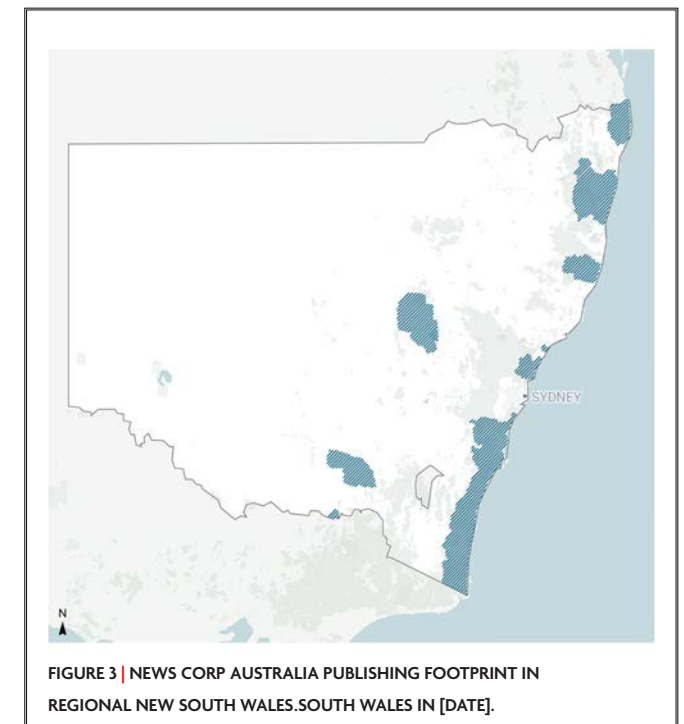 SYDNEY
N
FIGURE 3 | NEWS CORP AUSTRALIA PUBLISHING FOOTPRINT IN
REGIONAL NEW SOUTH WALES.SOUTH WALES IN [DATE].